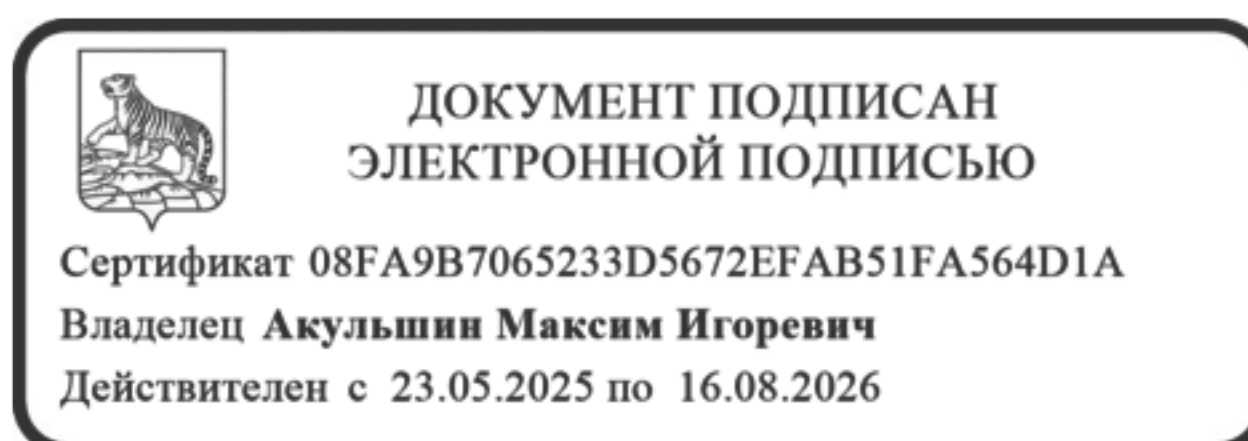 ДОКУМЕНТ ПОДПИСАН
ЭЛЕКТРОННОЙ ПОДПИСЬЮ
Сертификат 08FA9B7065233D5672EFAB51FA564D1A
Владелец Акульшин Максим Игоревич
Действителен с 23.05.2025 по 16.08.2026